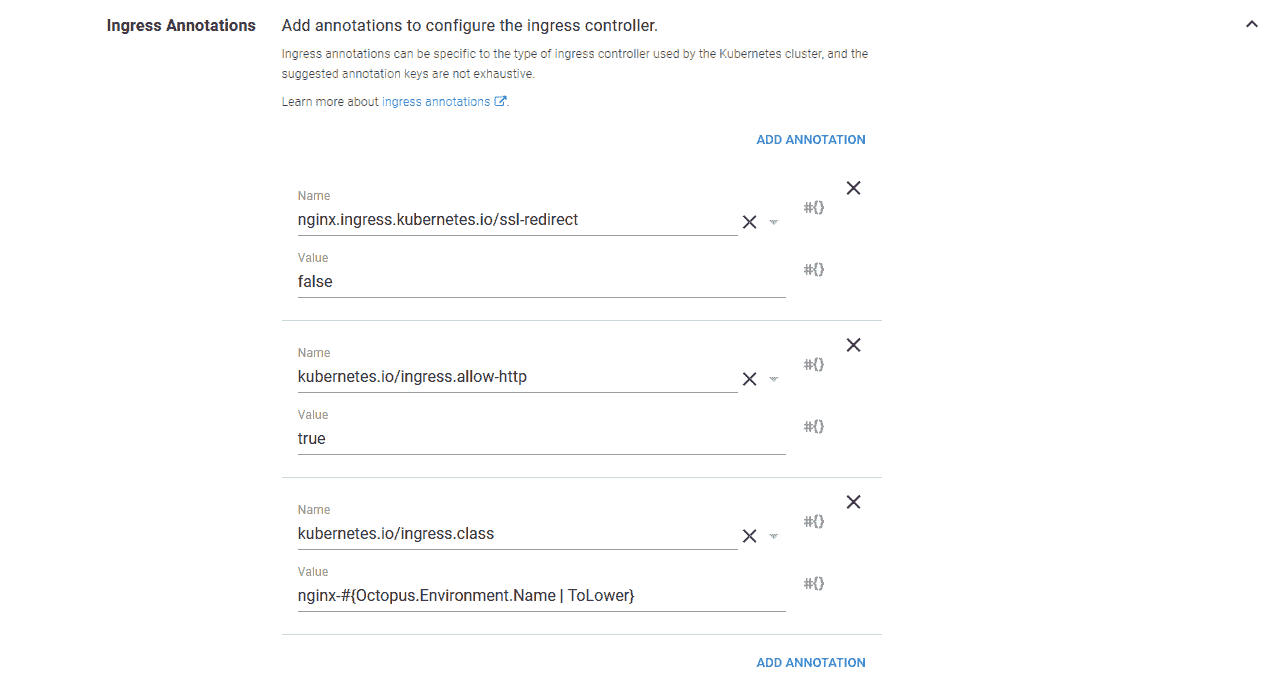 Ingress Annotations
Add annotations to configure the ingress controller.
Ingress annotations can be specific to the type of ingress controller used by the Kubernetes cluster, and the
suggested annotation keys are not exhaustive.
Learn more about ingress annotations.
ADD ANNOTATION
Name
nginx.ingress.kubernetes.io/ssl-redirect
#{}
Value
false
#{}
Name
kubernetes.io/ingress.allow-http
#{}
Value
true
#{}
Name
kubernetes.io/ingress.class
#{}
Value
nginx-#{Octopus.Environment.Name | ToLower}
#{}
ADD ANNOTATION